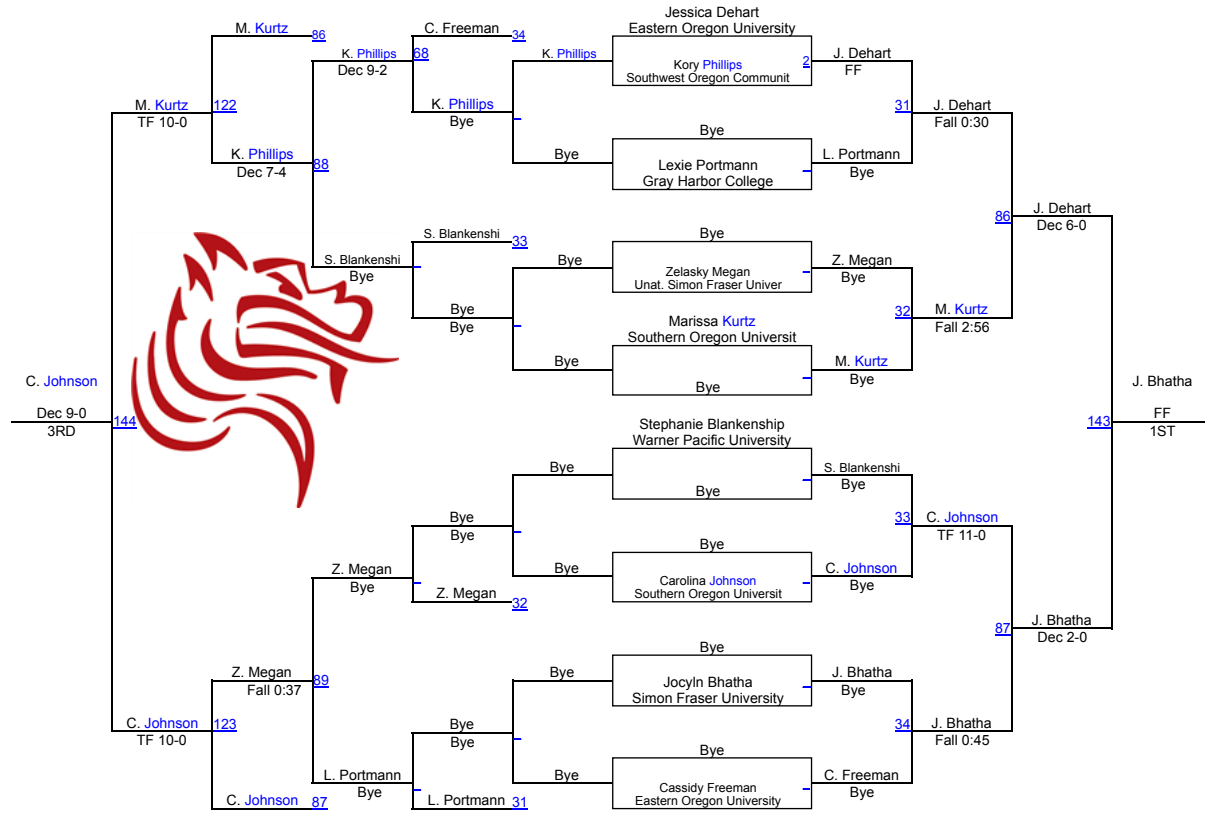 Jessica Dehart
M. Kurtz 86 C. Freeman 34 Eastern Oregon University
K. Phillips 68 K. Phillips Kory Phillips 2 J. Dehart
Dec 9-2 Southwest Oregon Communit FF
M. Kurtz 122 K. Phillips 31 J. Dehart
TF 10-0 Bye Fall 0:30
Bye
K. Phillips 88 Bye Lexie Portmann L. Portmann
Dec 7-4 Gray Harbor College Bye
86 J. Dehart
Dec 6-0
S. Blankenshi 33 Bye
S. Blankenshi Bye Zelasky Megan Z. Megan
Bye Unat. Simon Fraser Univer Bye
Bye 32 M. Kurtz
Bye Fall 2:56
Marissa Kurtz
Southern Oregon Universit
Bye M. Kurtz
Bye Bye
C. Johnson J. Bhatha
Dec 9-0 144 143 FF
3RD 1ST
Stephanie Blankenship
Warner Pacific University
Bye S. Blankenshi
Bye Bye
Bye 33 C. Johnson
Bye TF 11-0
Bye
Z. Megan Bye Carolina Johnson C. Johnson
Bye Southern Oregon Universit Bye
Z. Megan 32
87 J. Bhatha
Dec 2-0
Bye
Z. Megan 89 Bye Jocyln Bhatha J. Bhatha
Fall 0:37 Simon Fraser University Bye
C. Johnson 123 Bye 34 J. Bhatha
TF 10-0 Bye Fall 0:45
Bye
L. Portmann Bye Cassidy Freeman C. Freeman
Bye Eastern Oregon University Bye
C. Johnson 87 L. Portmann 31